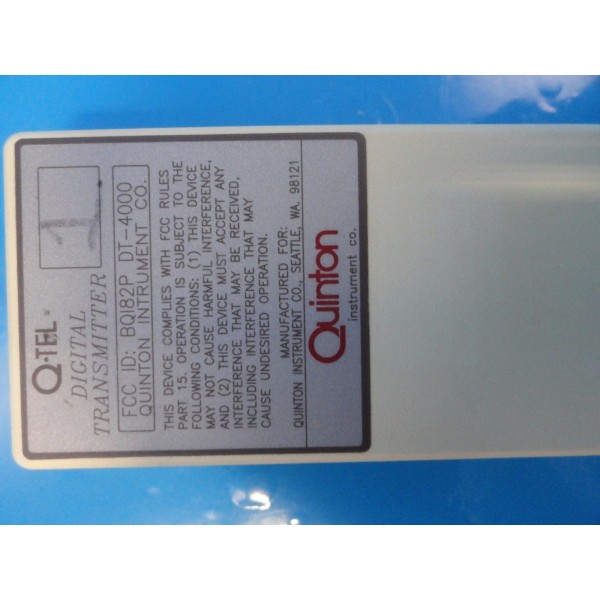 Q-TEL
DIGITAL
TRANSMITTER
1
FCC ID: BQI82P DT-4000
QUINTON INSTRUMENT CO.
THIS DEVICE COMPLIES WITH FCC RULES
PART 15. OPERATION IS SUBJECT TO THE
FOLLOWING CONDITIONS: (1) THIS DEVICE
MAY NOT CAUSE HARMFUL INTERFERENCE,
AND (2) THIS DEVICE MUST ACCEPT ANY
INTERFERENCE THAT MAY BE RECEIVED,
INCLUDING INTERFERENCE THAT MAY
CAUSE UNDESIRED OPERATION.
MANUFACTURED FOR:
QUINTON INSTRUMENT CO., SEATTLE, WA. 98121
Quinton
instrument co.